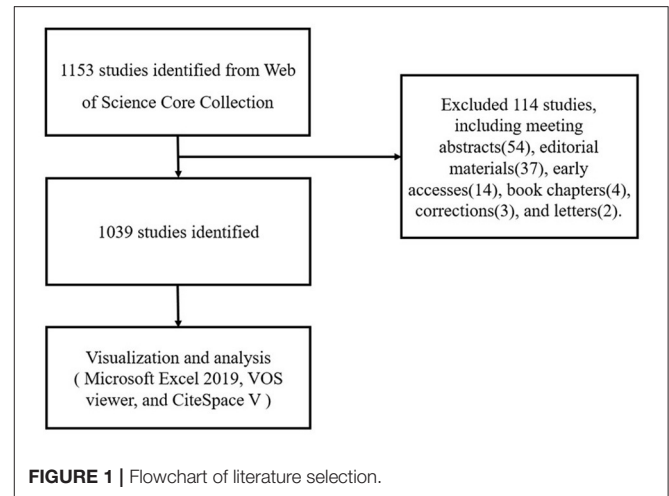 1153 studies identified from Web
of Science Core Collection
Excluded 114 studies,
including meeting
abstracts(54), editorial
materials(37), early
accesses(14), book chapters(4),
corrections(3), and letters(2).
1039 studies identified
Visualization and analysis
( Microsoft Excel 2019, VOS
viewer, and CiteSpace V )
FIGURE 1 | Flowchart of literature selection.